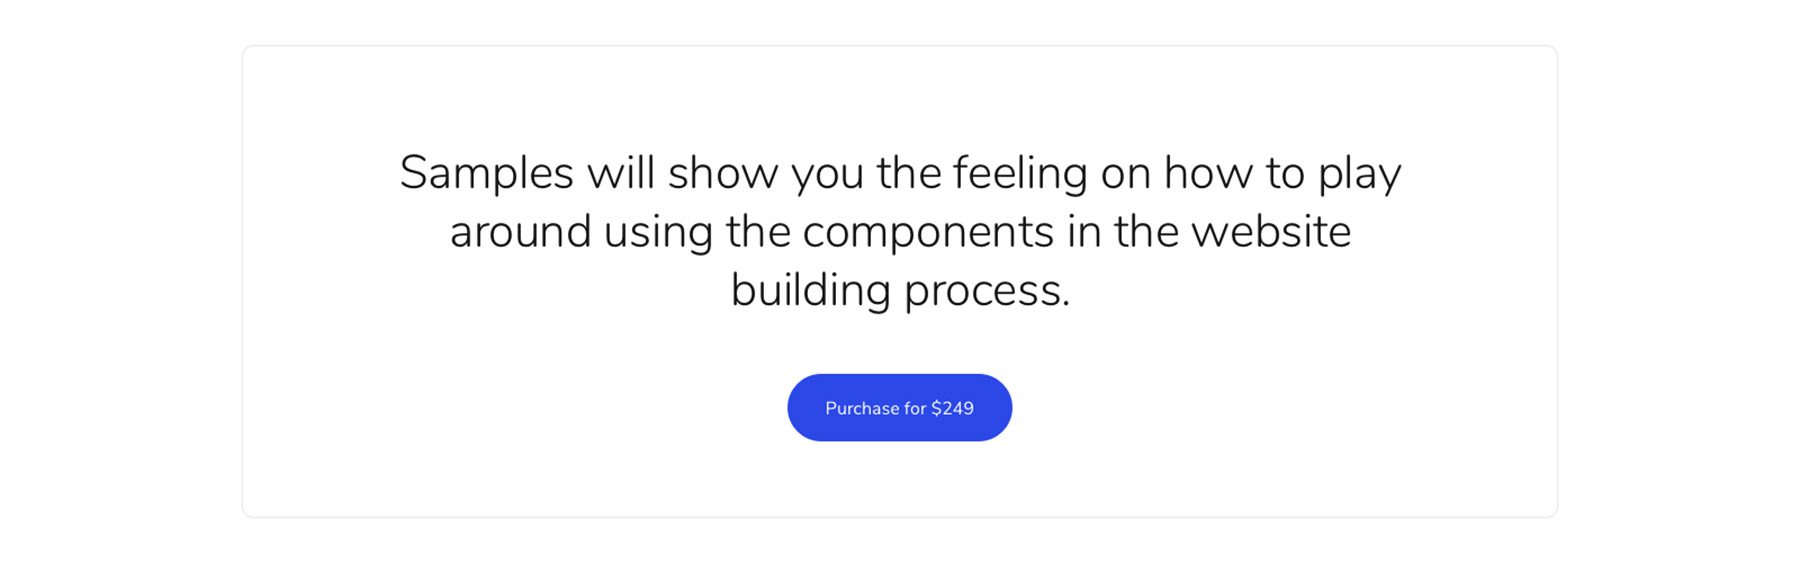 Samples will show you the feeling on how to play
around using the components in the website
building process.
Purchase for $249